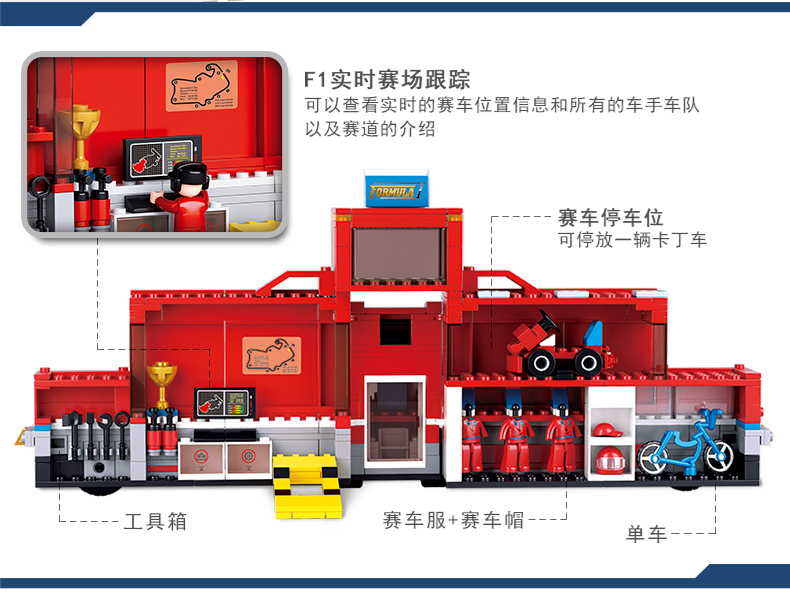 F1实时赛场跟踪
可以查看实时的赛车位置信息和所有的车手车队
以及赛道的介绍
FORMULA 1
赛车停车位
可停放一辆卡丁车
工具箱
赛车服+赛车帽
单车